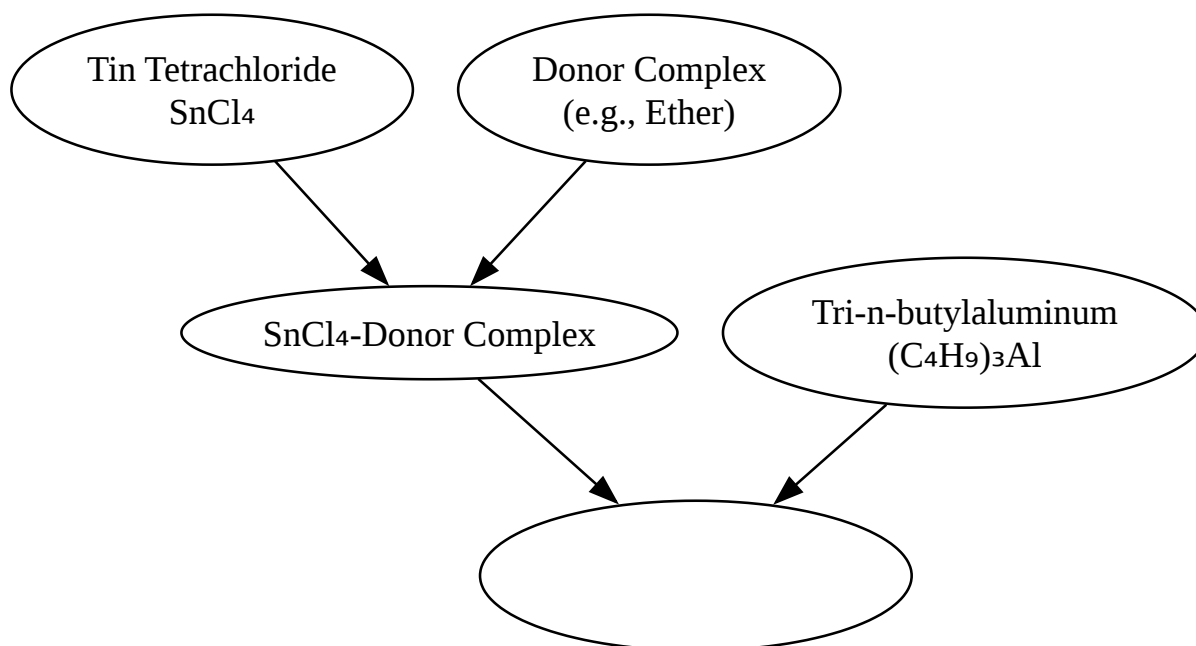 Tin Tetrachloride
SnCl₄
Donor Complex
(e.g., Ether)
SnCl₄-Donor Complex
Tri-n-butylaluminum
(C₄H₉)₃Al